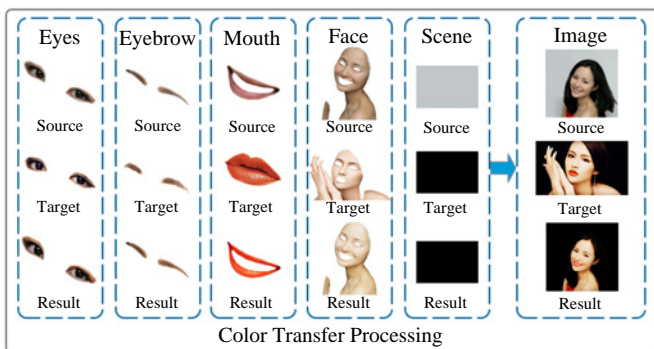 Eyes Eyebrow Mouth Face Scene Image
Source Source Source Source Source Source
Target Target Target Target Target Target
Result Result Result Result Result Result
Color Transfer Processing